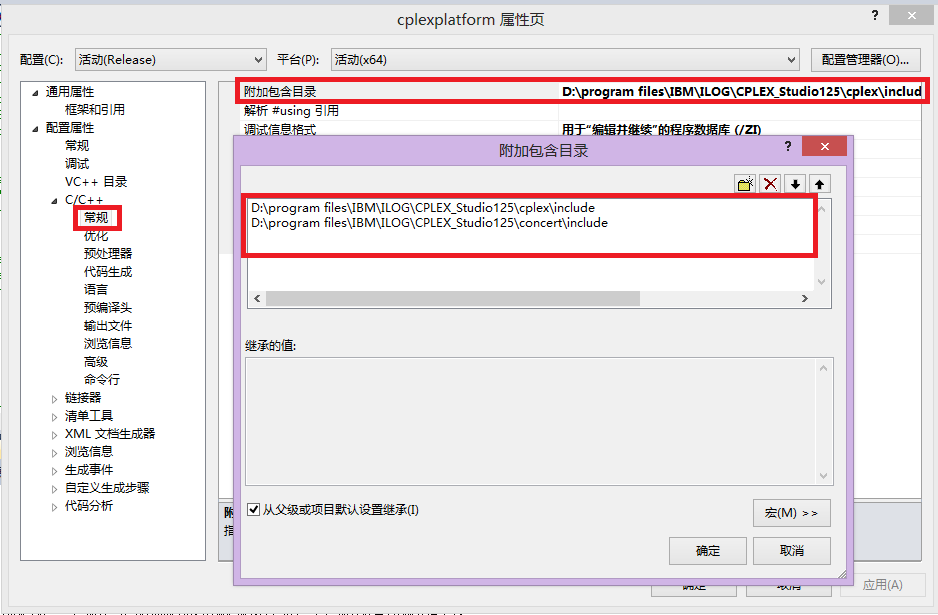 cplexplatform 属性页
?
配置(C): 活动(Release) 平台(P): 活动(x64) 配置管理器(O)...
通用属性
框架和引用
配置属性
常规
调试
VC++ 目录
C/C++
常规
优化
预处理器
代码生成
语言
预编译头
输出文件
浏览信息
高级
命令行
链接器
清单工具
XML 文档生成器
浏览信息
生成事件
自定义生成步骤
代码分析
附加包含目录 D:\program files\IBM\ILOG\CPLEX_Studio125\cplex\includ
解析 #using 引用
调试信息格式 用于“编辑并继续”的程序数据库 (/ZI)
附加包含目录
?
D:\program files\IBM\ILOG\CPLEX_Studio125\cplex\include
D:\program files\IBM\ILOG\CPLEX_Studio125\concert\include
继承的值:
从父级或项目默认设置继承(I)
宏(M) >>
确定 取消
附
指
确定 取消 应用(A)